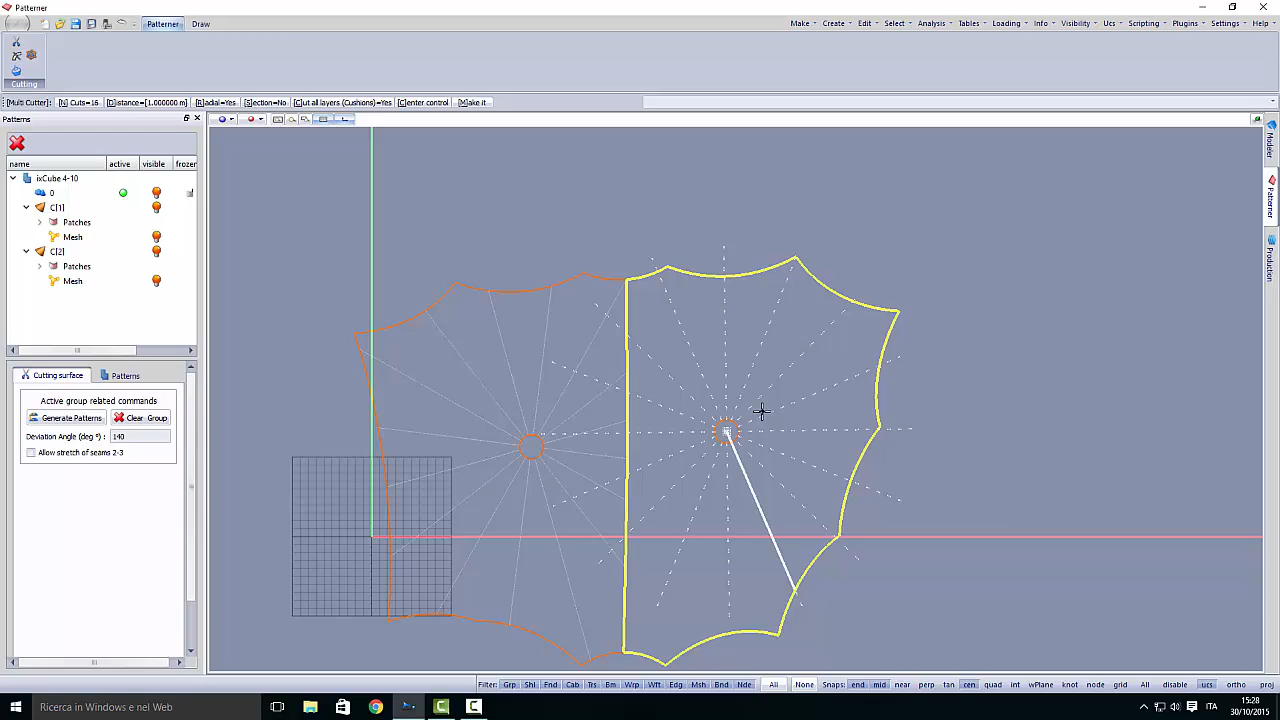 Patterner
Patterner Draw Make Create Edit Select Analysis Tables Loading Info Visibility Ucs Scripting Plugins Settings Help
Cutting
[Multi Cutter]: [N] Cuts=16 [D]istance=[1.000000 m] [R]adial=Yes [S]ection=No [C]ut all layers (Cushions)=Yes [C]enter control [M]ake it
Patterns
name active visible frozen
ixCube 4-10
0
C[1]
Patches
Mesh
C[2]
Patches
Mesh
Cutting surface Patterns
Active group related commands
Generate Patterns Clear Group
Deviation Angle (deg °) : 140
Allow stretch of seams 2-3
Modeler
Patterner
Production
Filter: Grp Shl Fnd Cab Trs Bm Wrp Wft Edg Msh Bnd Nde All None Snaps: end mid near perp tan cen quad int wPlane knot node grid All disable ucs ortho proj
Ricerca in Windows e nel Web
ITA
15:28
30/10/2015